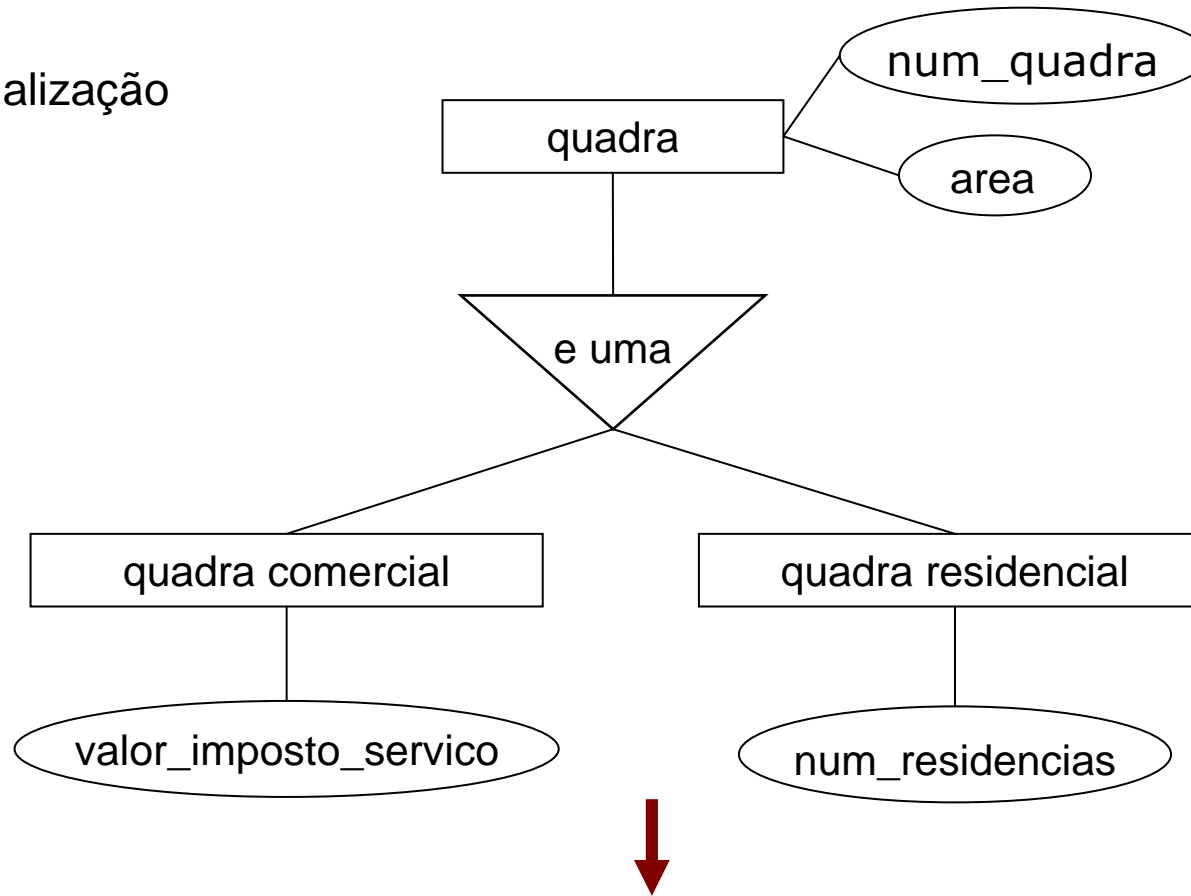 alização
num_quadra
quadra
area
e uma
quadra comercial
quadra residencial
valor_imposto_servico
num_residencias